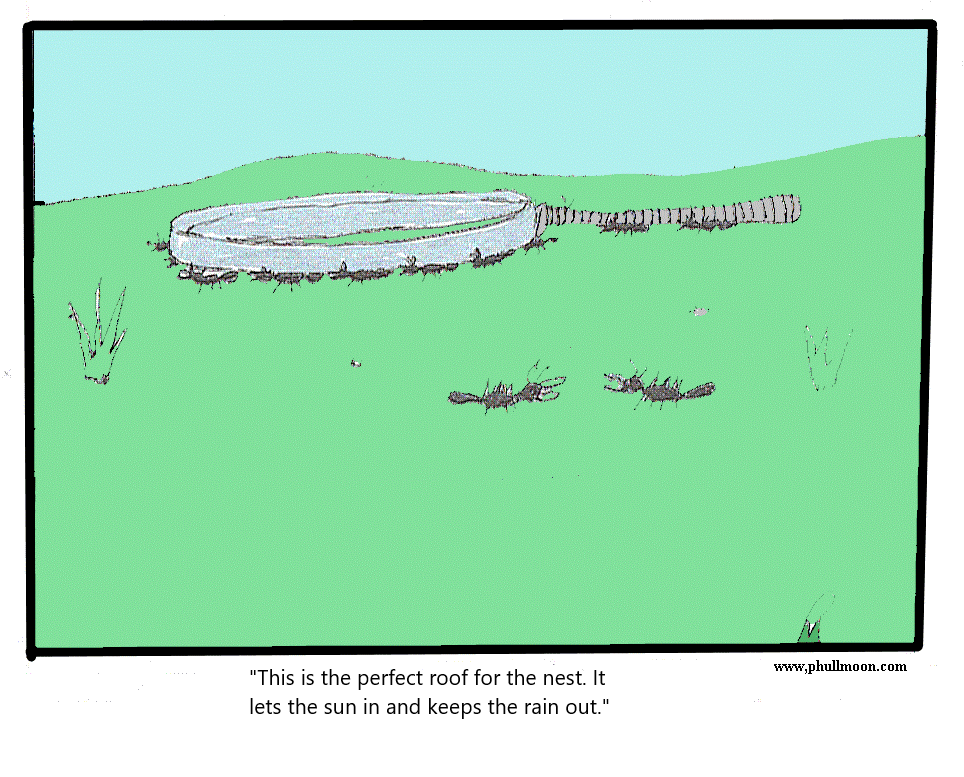 www,phullmoon.com
"This is the perfect roof for the nest. It
lets the sun in and keeps the rain out."